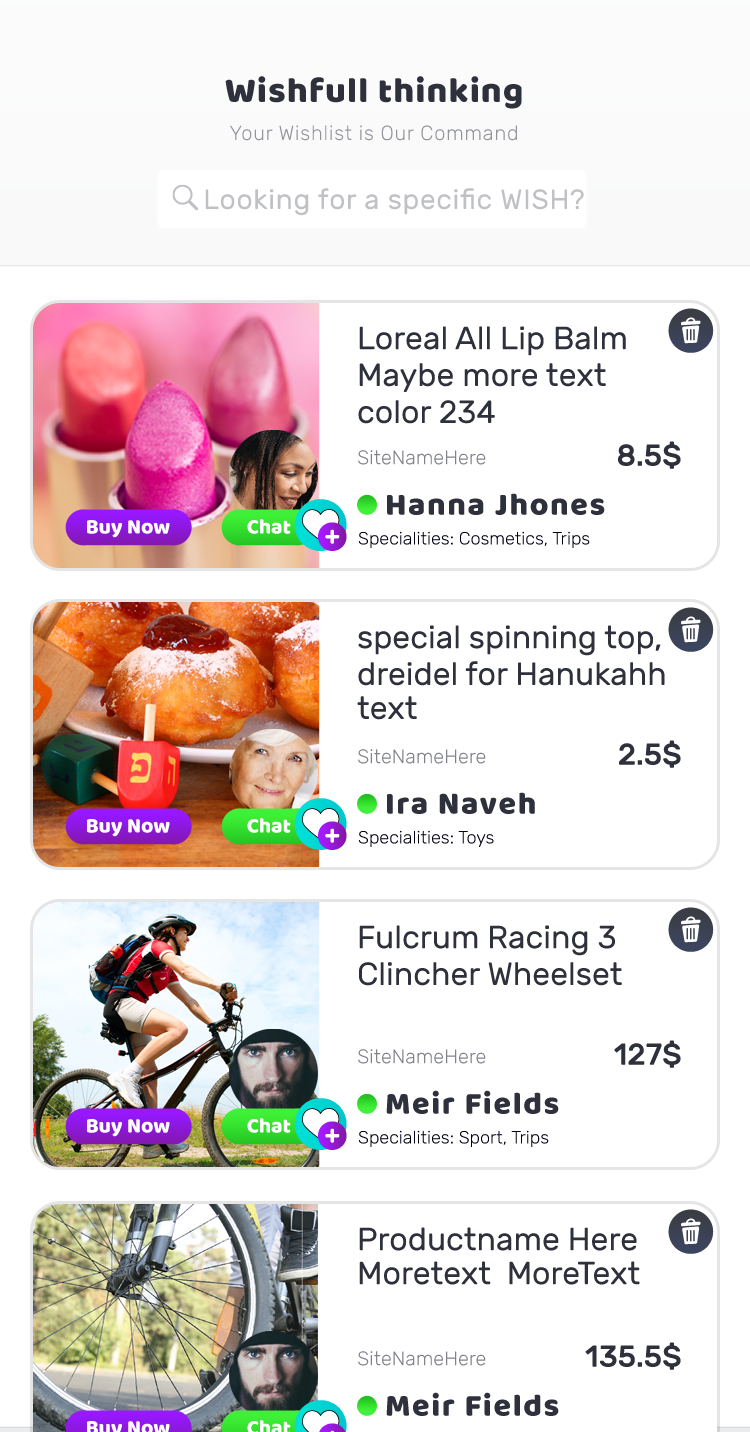 Wishfull thinking
Your Wishlist is Our Command
Looking for a specific WISH?
Loreal All Lip Balm
Maybe more text
color 234
SiteNameHere 8.5$
Hanna Jhones
Buy Now Chat
Specialities: Cosmetics, Trips
special spinning top,
dreidel for Hanukahh
text
SiteNameHere 2.5$
Ira Naveh
Buy Now Chat
Specialities: Toys
Fulcrum Racing 3
Clincher Wheelset
SiteNameHere 127$
Meir Fields
Buy Now Chat
Specialities: Sport, Trips
Productname Here
Moretext MoreText
SiteNameHere 135.5$
Meir Fields
Buy Now Chat